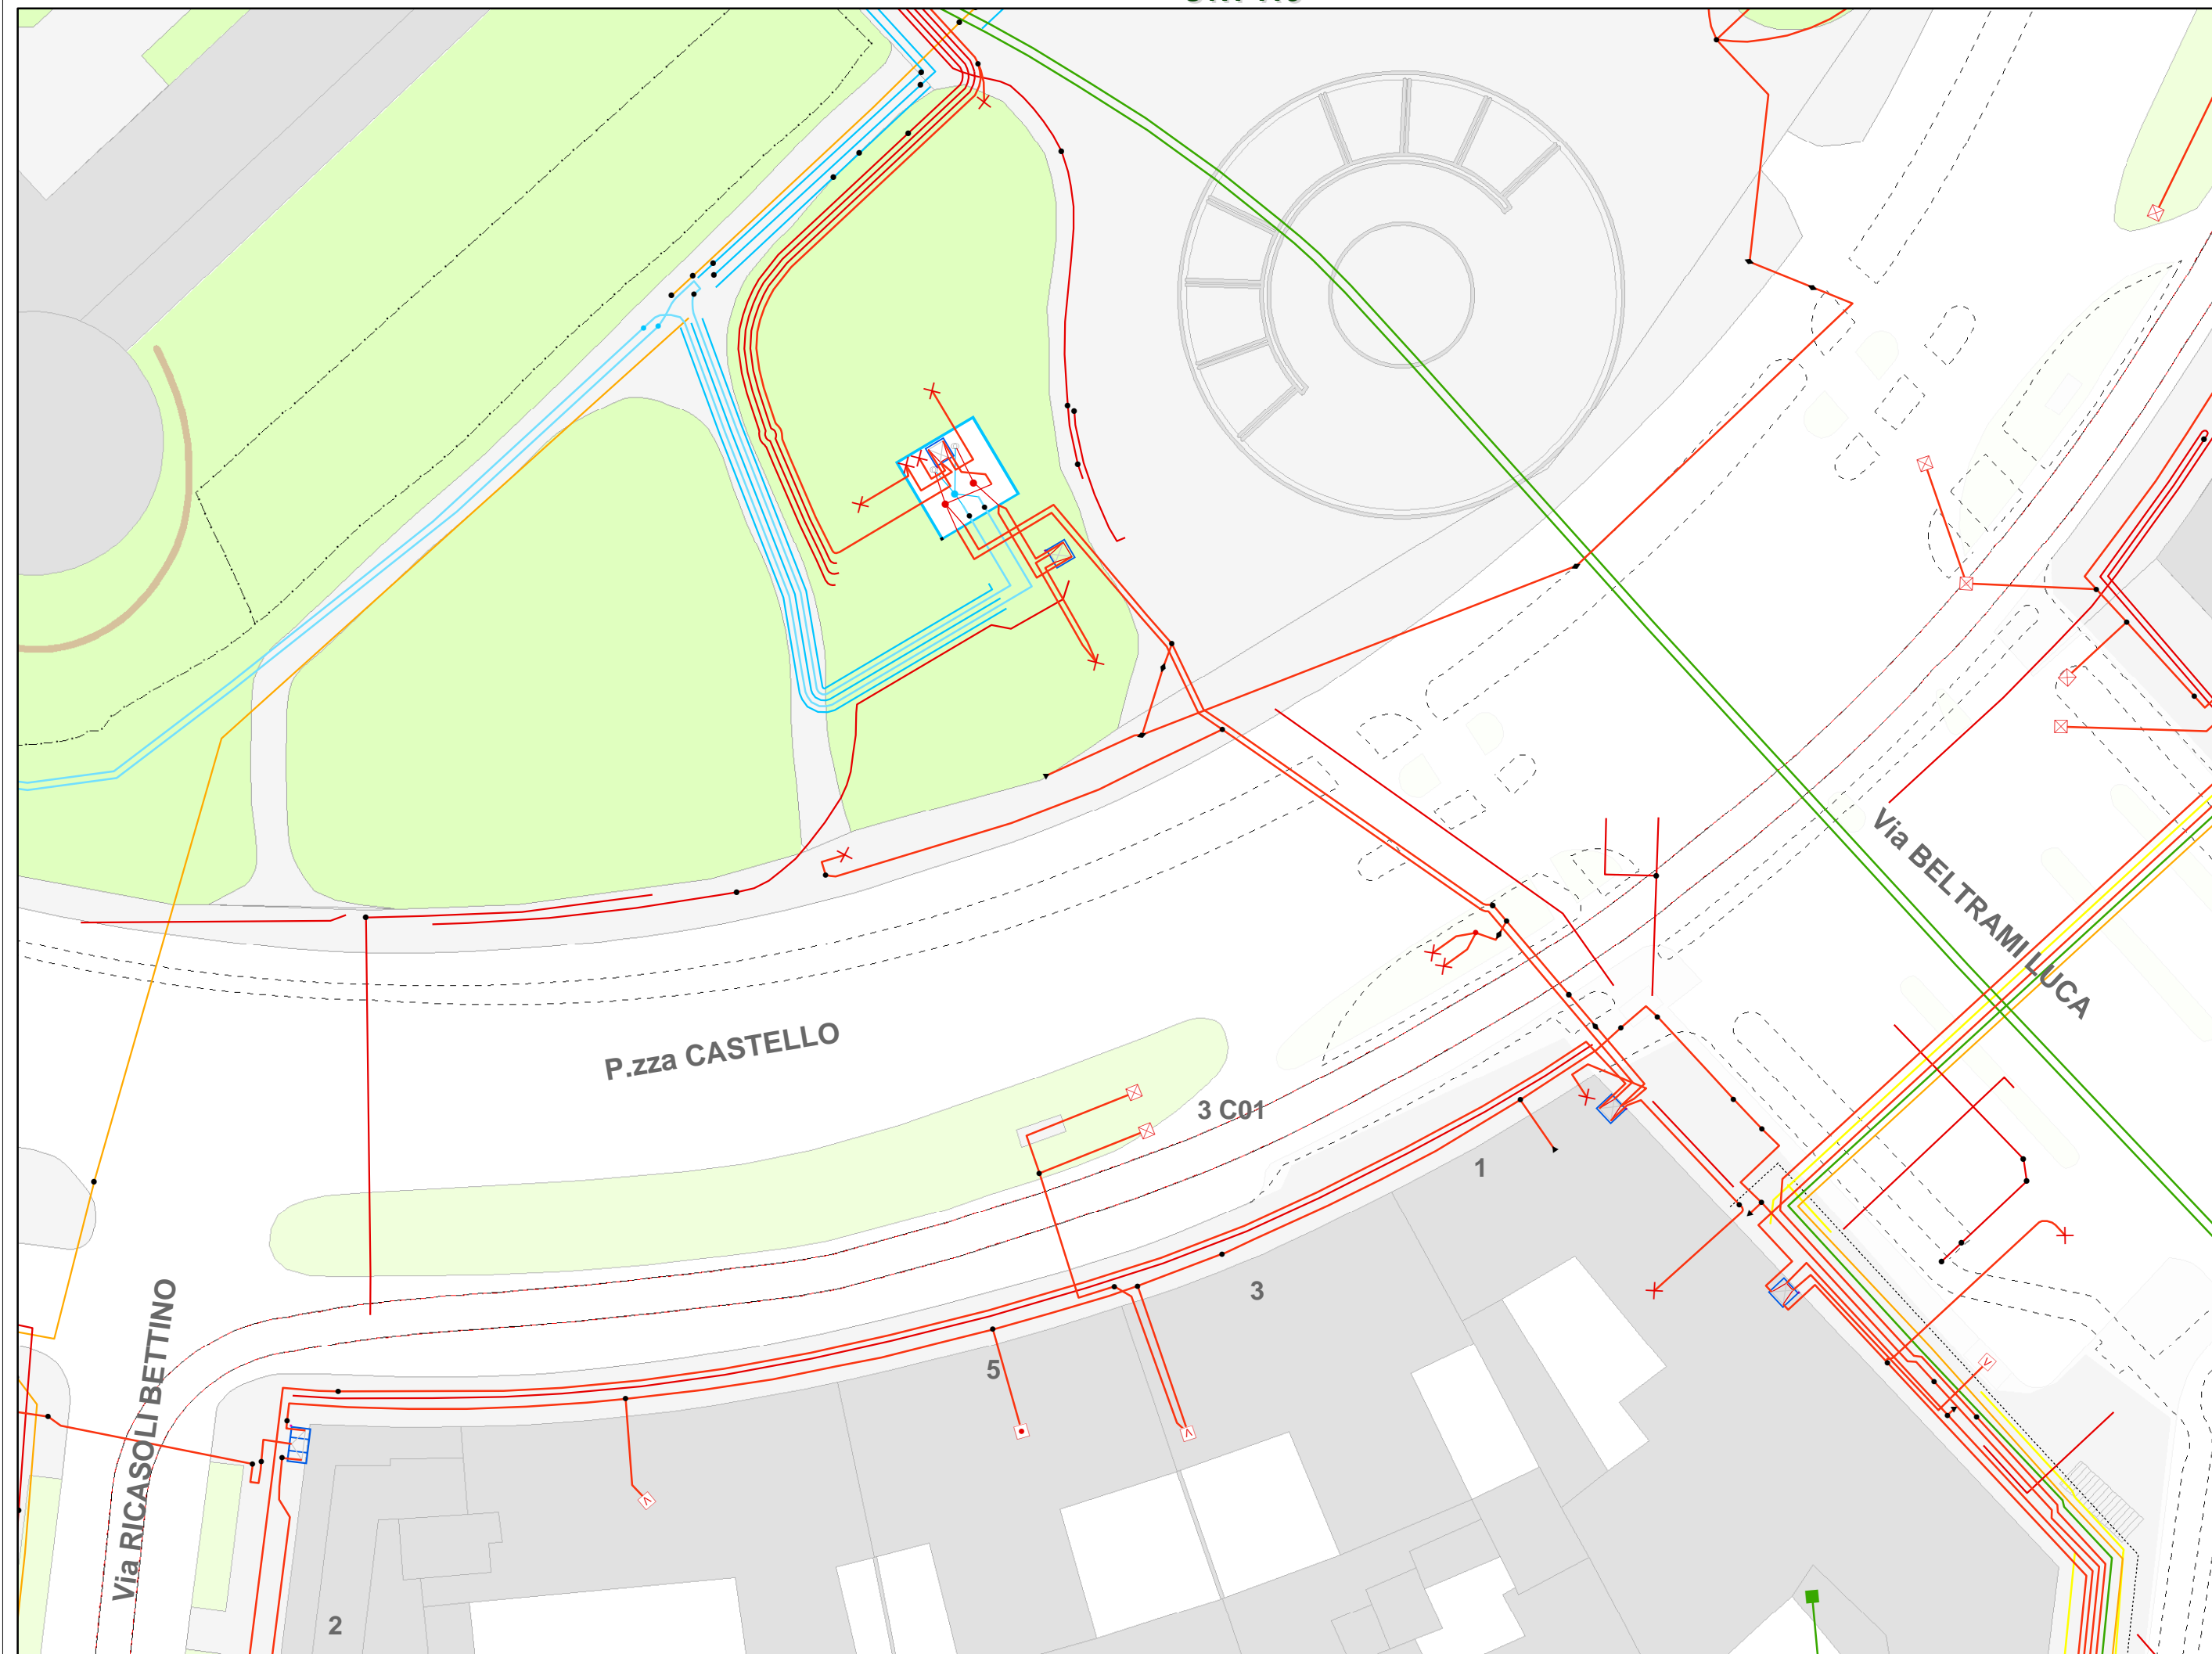 P.zza CASTELLO
Via BELTRAMI LUCA
3 C01
1
3
5
Via RICASOLI BETTINO
2